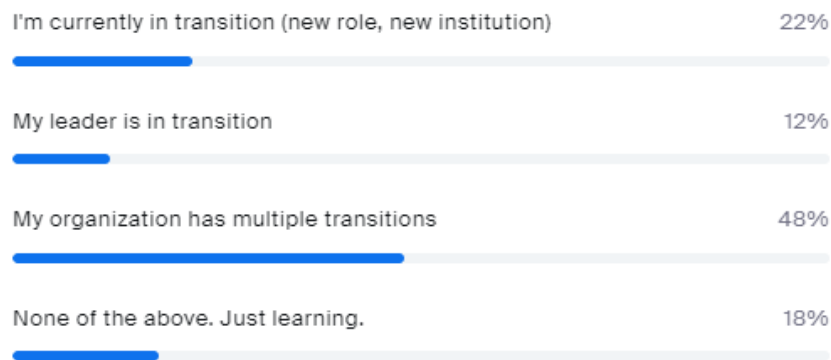 I'm currently in transition (new role, new institution) 22%
My leader is in transition 12%
My organization has multiple transitions 48%
None of the above. Just learning. 18%